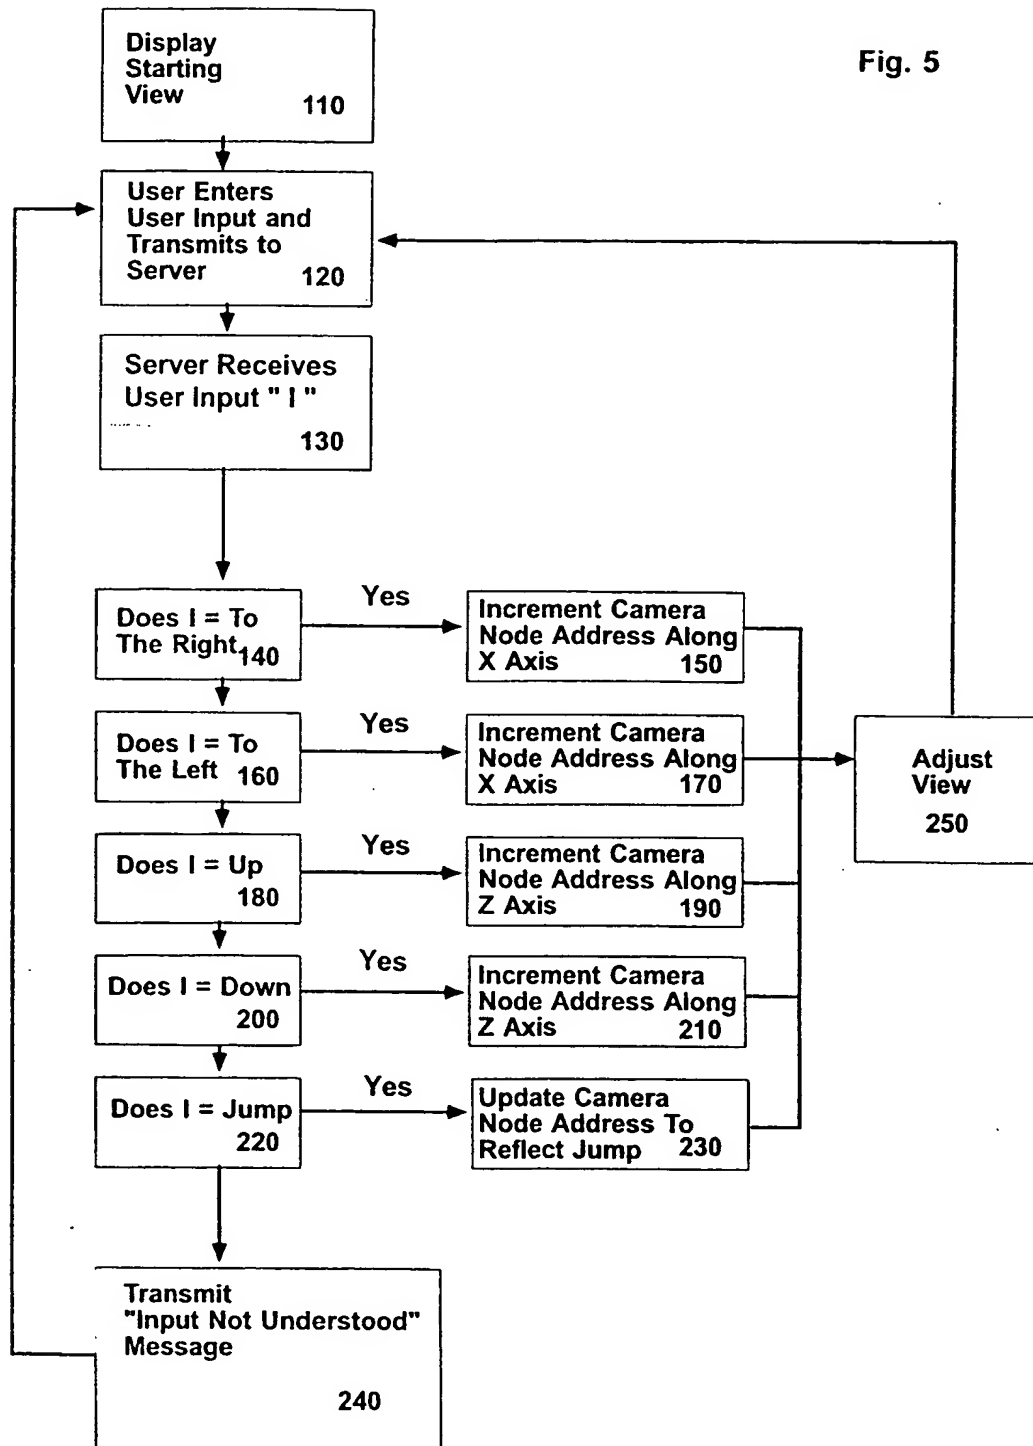 Fig. 5
Display
Starting
View
110
User Enters
User Input and
Transmits to
Server
120
Server Receives
User Input " I "
130
Does I = To
The Right
140
Yes
Increment Camera
Node Address Along
X Axis
150
Does I = To
The Left
160
Yes
Increment Camera
Node Address Along
X Axis
170
Adjust
View
250
Does I = Up
180
Yes
Increment Camera
Node Address Along
Z Axis
190
Does I = Down
200
Yes
Increment Camera
Node Address Along
Z Axis
210
Does I = Jump
220
Yes
Update Camera
Node Address To
Reflect Jump
230
Transmit
"Input Not Understood"
Message
240